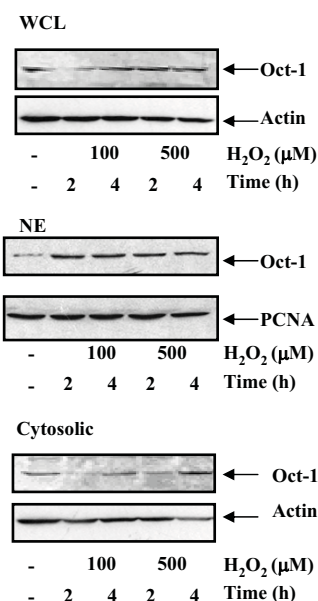 WCL
Oct-1
Actin
- 100 500 H₂O₂ (μM)
- 2 4 2 4 Time (h)
NE
Oct-1
PCNA
- 100 500 H₂O₂ (μM)
- 2 4 2 4 Time (h)
Cytosolic
Oct-1
Actin
- 100 500 H₂O₂ (μM)
- 2 4 2 4 Time (h)